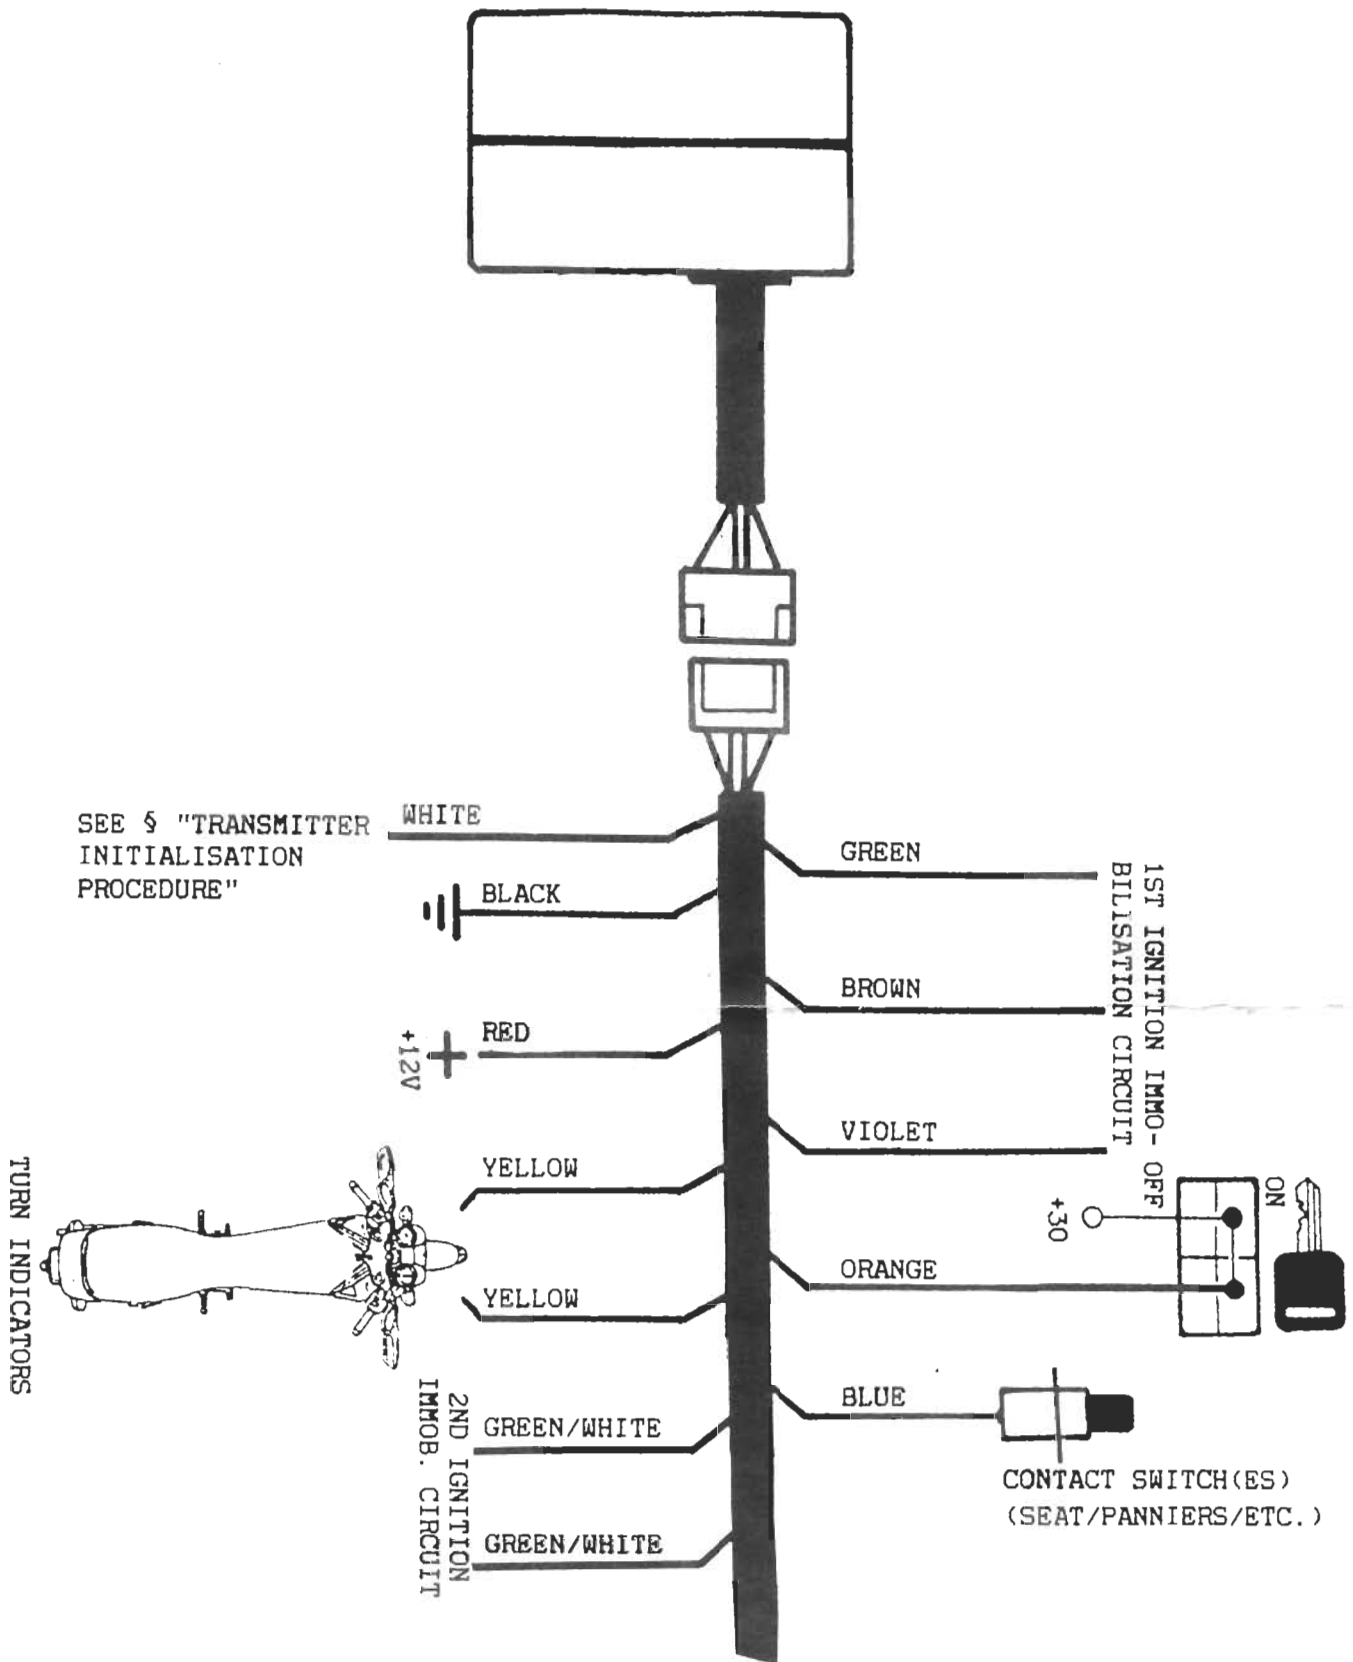 WHITE
SEE § "TRANSMITTER
INITIALISATION
PROCEDURE"
BLACK
RED
+12V
YELLOW
YELLOW
TURN INDICATORS
GREEN/WHITE
GREEN/WHITE
2ND IGNITION
IMMOB. CIRCUIT
GREEN
BROWN
VIOLET
1ST IGNITION IMMO-
BILISATION CIRCUIT
OFF
ON
+30
ORANGE
BLUE
CONTACT SWITCH(ES)
(SEAT/PANNIERS/ETC.)